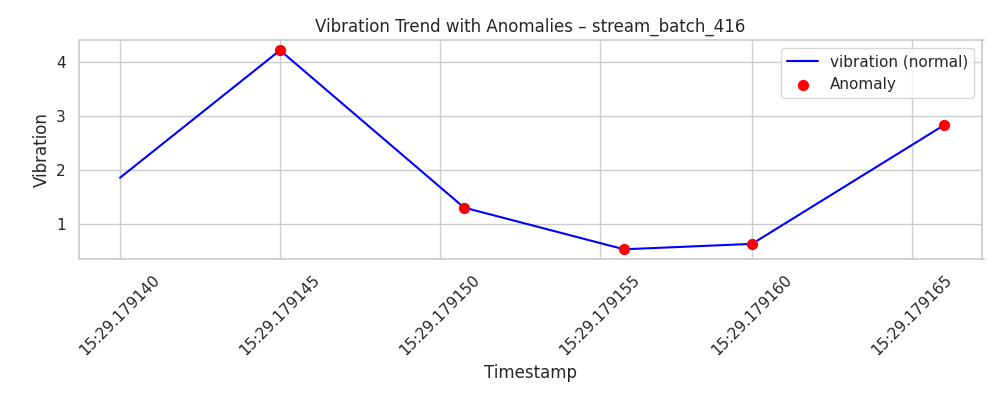 Vibration Trend with Anomalies – stream_batch_416
vibration (normal)
Anomaly
Vibration
4
3
2
1
15:29.179140
15:29.179145
15:29.179150
15:29.179155
15:29.179160
15:29.179165
Timestamp